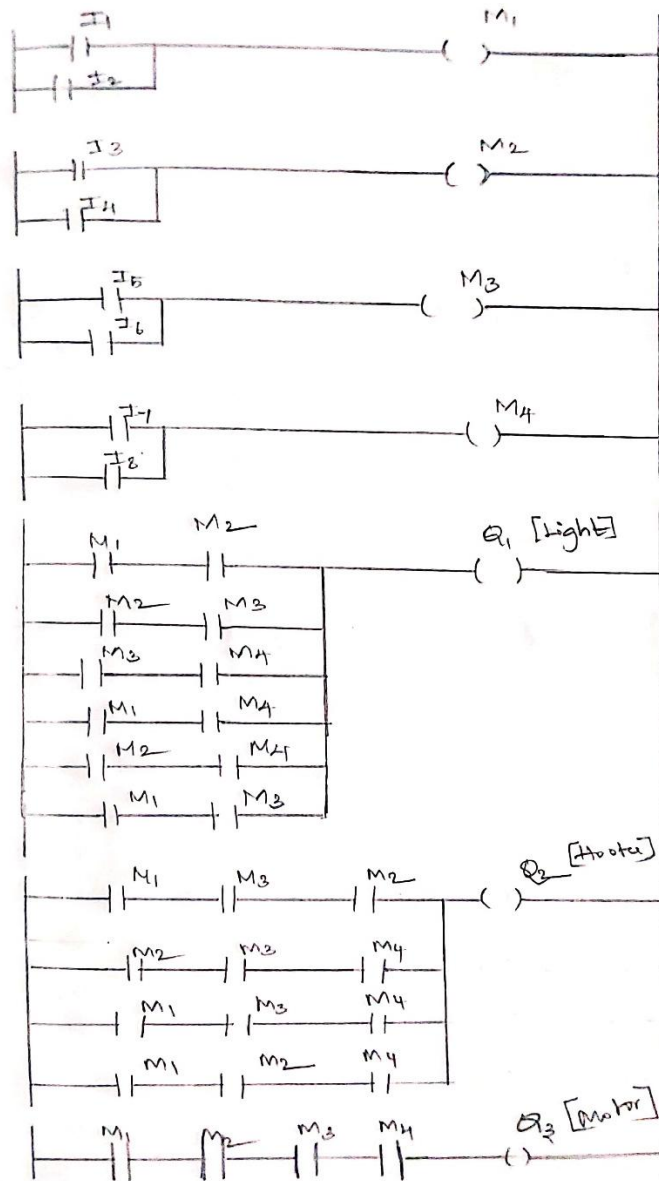 I1 M1
I2
I3 M2
I4
I5 M3
I6
I7 M4
I8
M1 M2 Q1 [Light]
M2 M3
M3 M4
M1 M4
M2 M4
M1 M3
M1 M3 M2 Q2 [Hooter]
M2 M3 M4
M1 M3 M4
M1 M2 M4
M1 M2 M3 M4 Q3 [Motor]